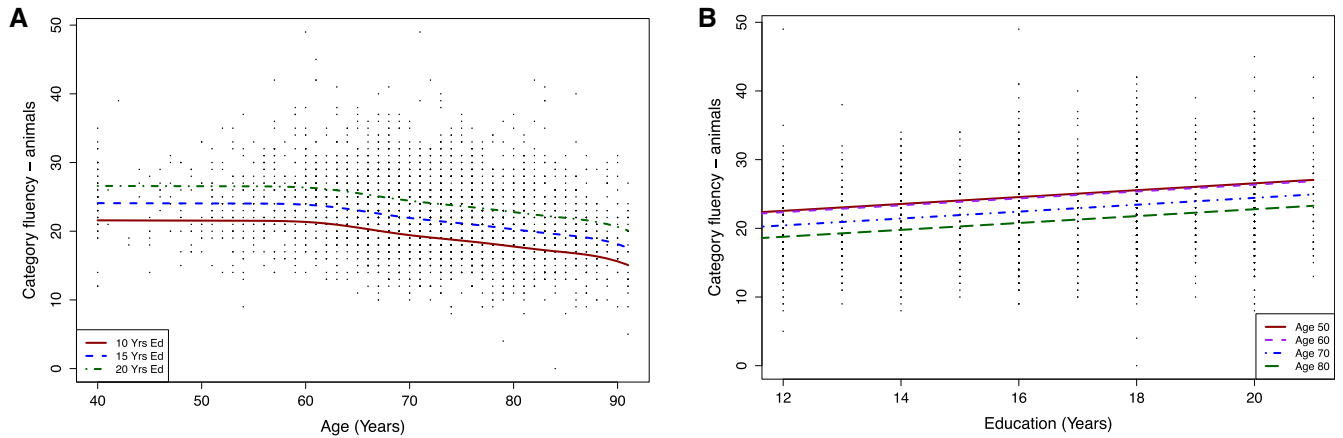 A
Category fluency – animals
50
40
30
20
10
0
10 Yrs Ed
15 Yrs Ed
20 Yrs Ed
40 50 60 70 80 90
Age (Years)
B
Category fluency – animals
50
40
30
20
10
0
Age 50
Age 60
Age 70
Age 80
12 14 16 18 20
Education (Years)